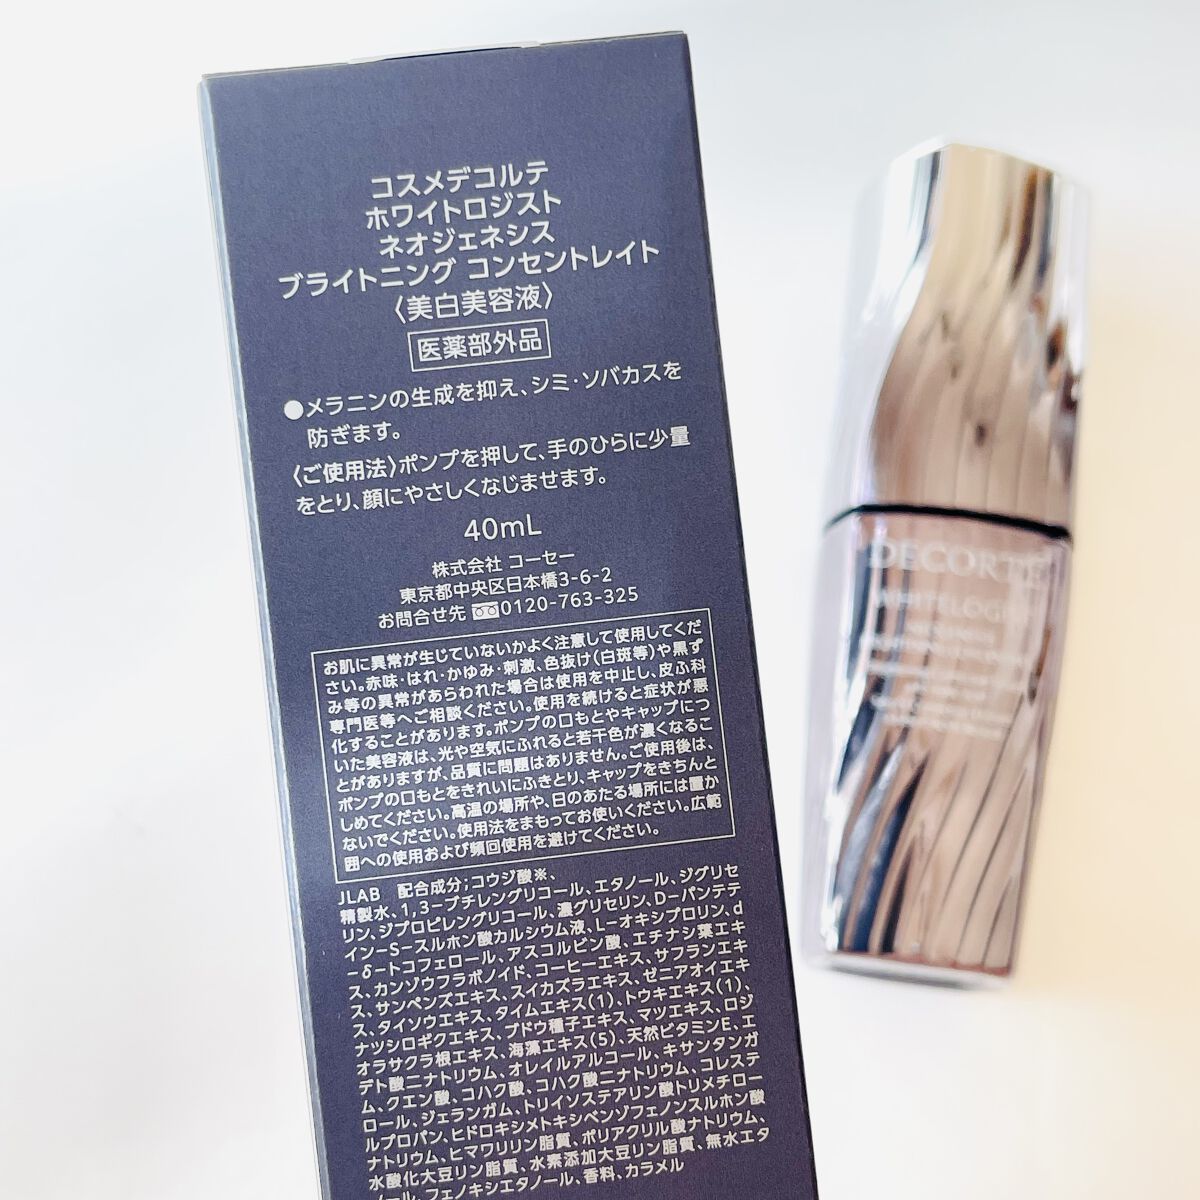 コスメデコルテ
ホワイトロジスト
ネオジェネシス
ブライトニング コンセントレイト
〈美白美容液〉
医薬部外品
●メラニンの生成を抑え、シミ・ソバカスを
防ぎます。
〈ご使用法〉ポンプを押して、手のひらに少量
をとり、顔にやさしくなじませます。
40mL
株式会社 コーセー
東京都中央区日本橋3-6-2
お問合せ先 0120-763-325
お肌に異常が生じていないかよく注意して使用してくだ
さい。赤味・はれ・かゆみ・刺激、色抜け(白斑等)や黒ず
み等の異常があらわれた場合は使用を中止し、皮ふ科
専門医等へご相談ください。使用を続けると症状が悪
化することがあります。ポンプの口もとやキャップにつ
いた美容液は、光や空気にふれると若干色が濃くなるこ
とがありますが、品質に問題はありません。ご使用後は、
ポンプの口もとをきれいにふきとり、キャップをきちんと
しめてください。高温の場所や、日のあたる場所には置か
ないでください。使用法をまもってお使いください。広範
囲への使用および頻回使用を避けてください。
JLAB 配合成分;コウジ酸※、
精製水、1,3-ブチレングリコール、エタノール、ジグリセ
リン、ジプロピレングリコール、濃グリセリン、D-パンテテ
イン-S-スルホン酸カルシウム液、L-オキシプロリン、d
-δ-トコフェロール、アスコルビン酸、エチナシ葉エキ
ス、カンゾウフラボノイド、コーヒーエキス、サフランエキ
ス、サンペンズエキス、スイカズラエキス、ゼニアオイエキ
ス、タイソウエキス、タイムエキス(1)、トウキエキス(1)、
ナツシロギクエキス、ブドウ種子エキス、マツエキス、ロジ
オラサクラ根エキス、海藻エキス(5)、天然ビタミンE、エ
デト酸二ナトリウム、オレイルアルコール、キサンタンガ
ム、クエン酸、コハク酸、コハク酸二ナトリウム、コレステ
ロール、ジェランガム、トリイソステアリン酸トリメチロー
ルプロパン、ヒドロキシメトキシベンゾフェノンスルホン酸
ナトリウム、ヒマワリリン脂質、ポリアクリル酸ナトリウム、
水酸化大豆リン脂質、水素添加大豆リン脂質、無水エタ
ノール、フェノキシエタノール、香料、カラメル
DECORTÉ